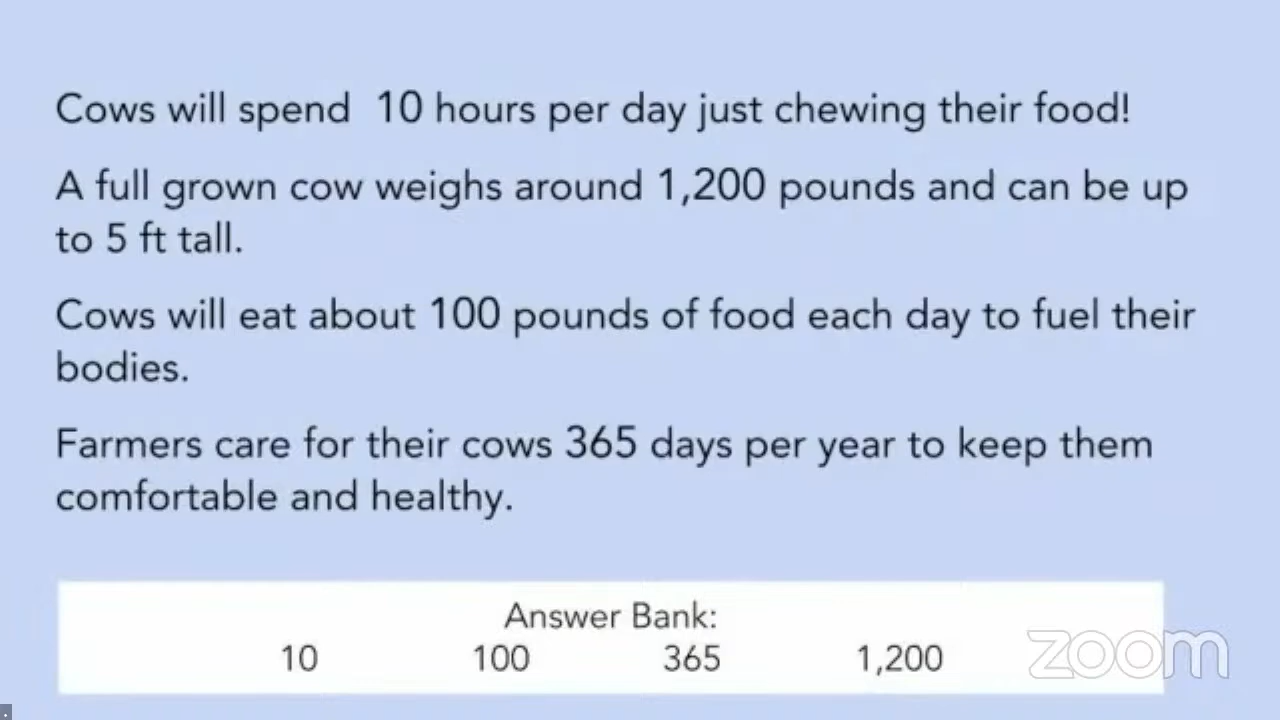 Cows will spend  10 hours per day just chewing their food!
A full grown cow weighs around 1,200 pounds and can be up
to 5 ft tall.
Cows will eat about 100 pounds of food each day to fuel their
bodies.
Farmers care for their cows 365 days per year to keep them
comfortable and healthy.
Answer Bank:
10 100 365 1,200
zoom